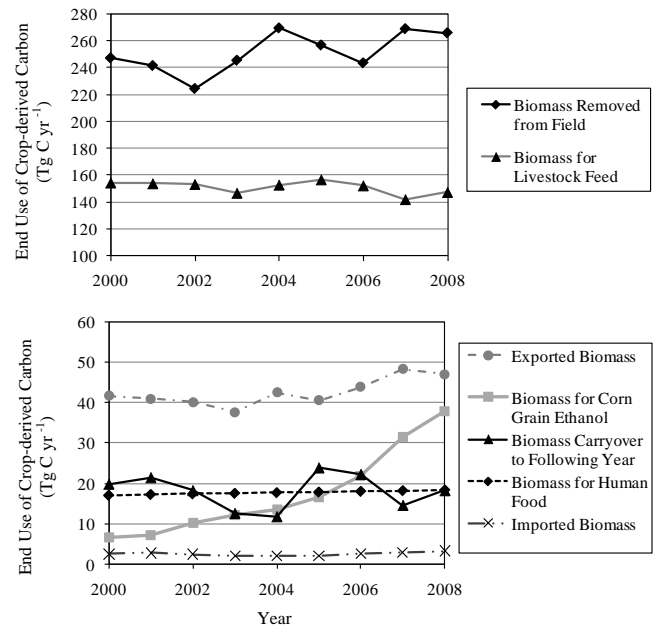 End Use of Crop-derived Carbon
(Tg C yr -1)
280
260
240
220
200
180
160
140
120
100
2000
2002
2004
2006
2008
Biomass Removed
from Field
Biomass for
Livestock Feed
End Use of Crop-derived Carbon
(Tg C yr -1)
60
50
40
30
20
10
0
2000
2002
2004
2006
2008
Year
Exported Biomass
Biomass for Corn
Grain Ethanol
Biomass Carryover
to Following Year
Biomass for Human
Food
Imported Biomass